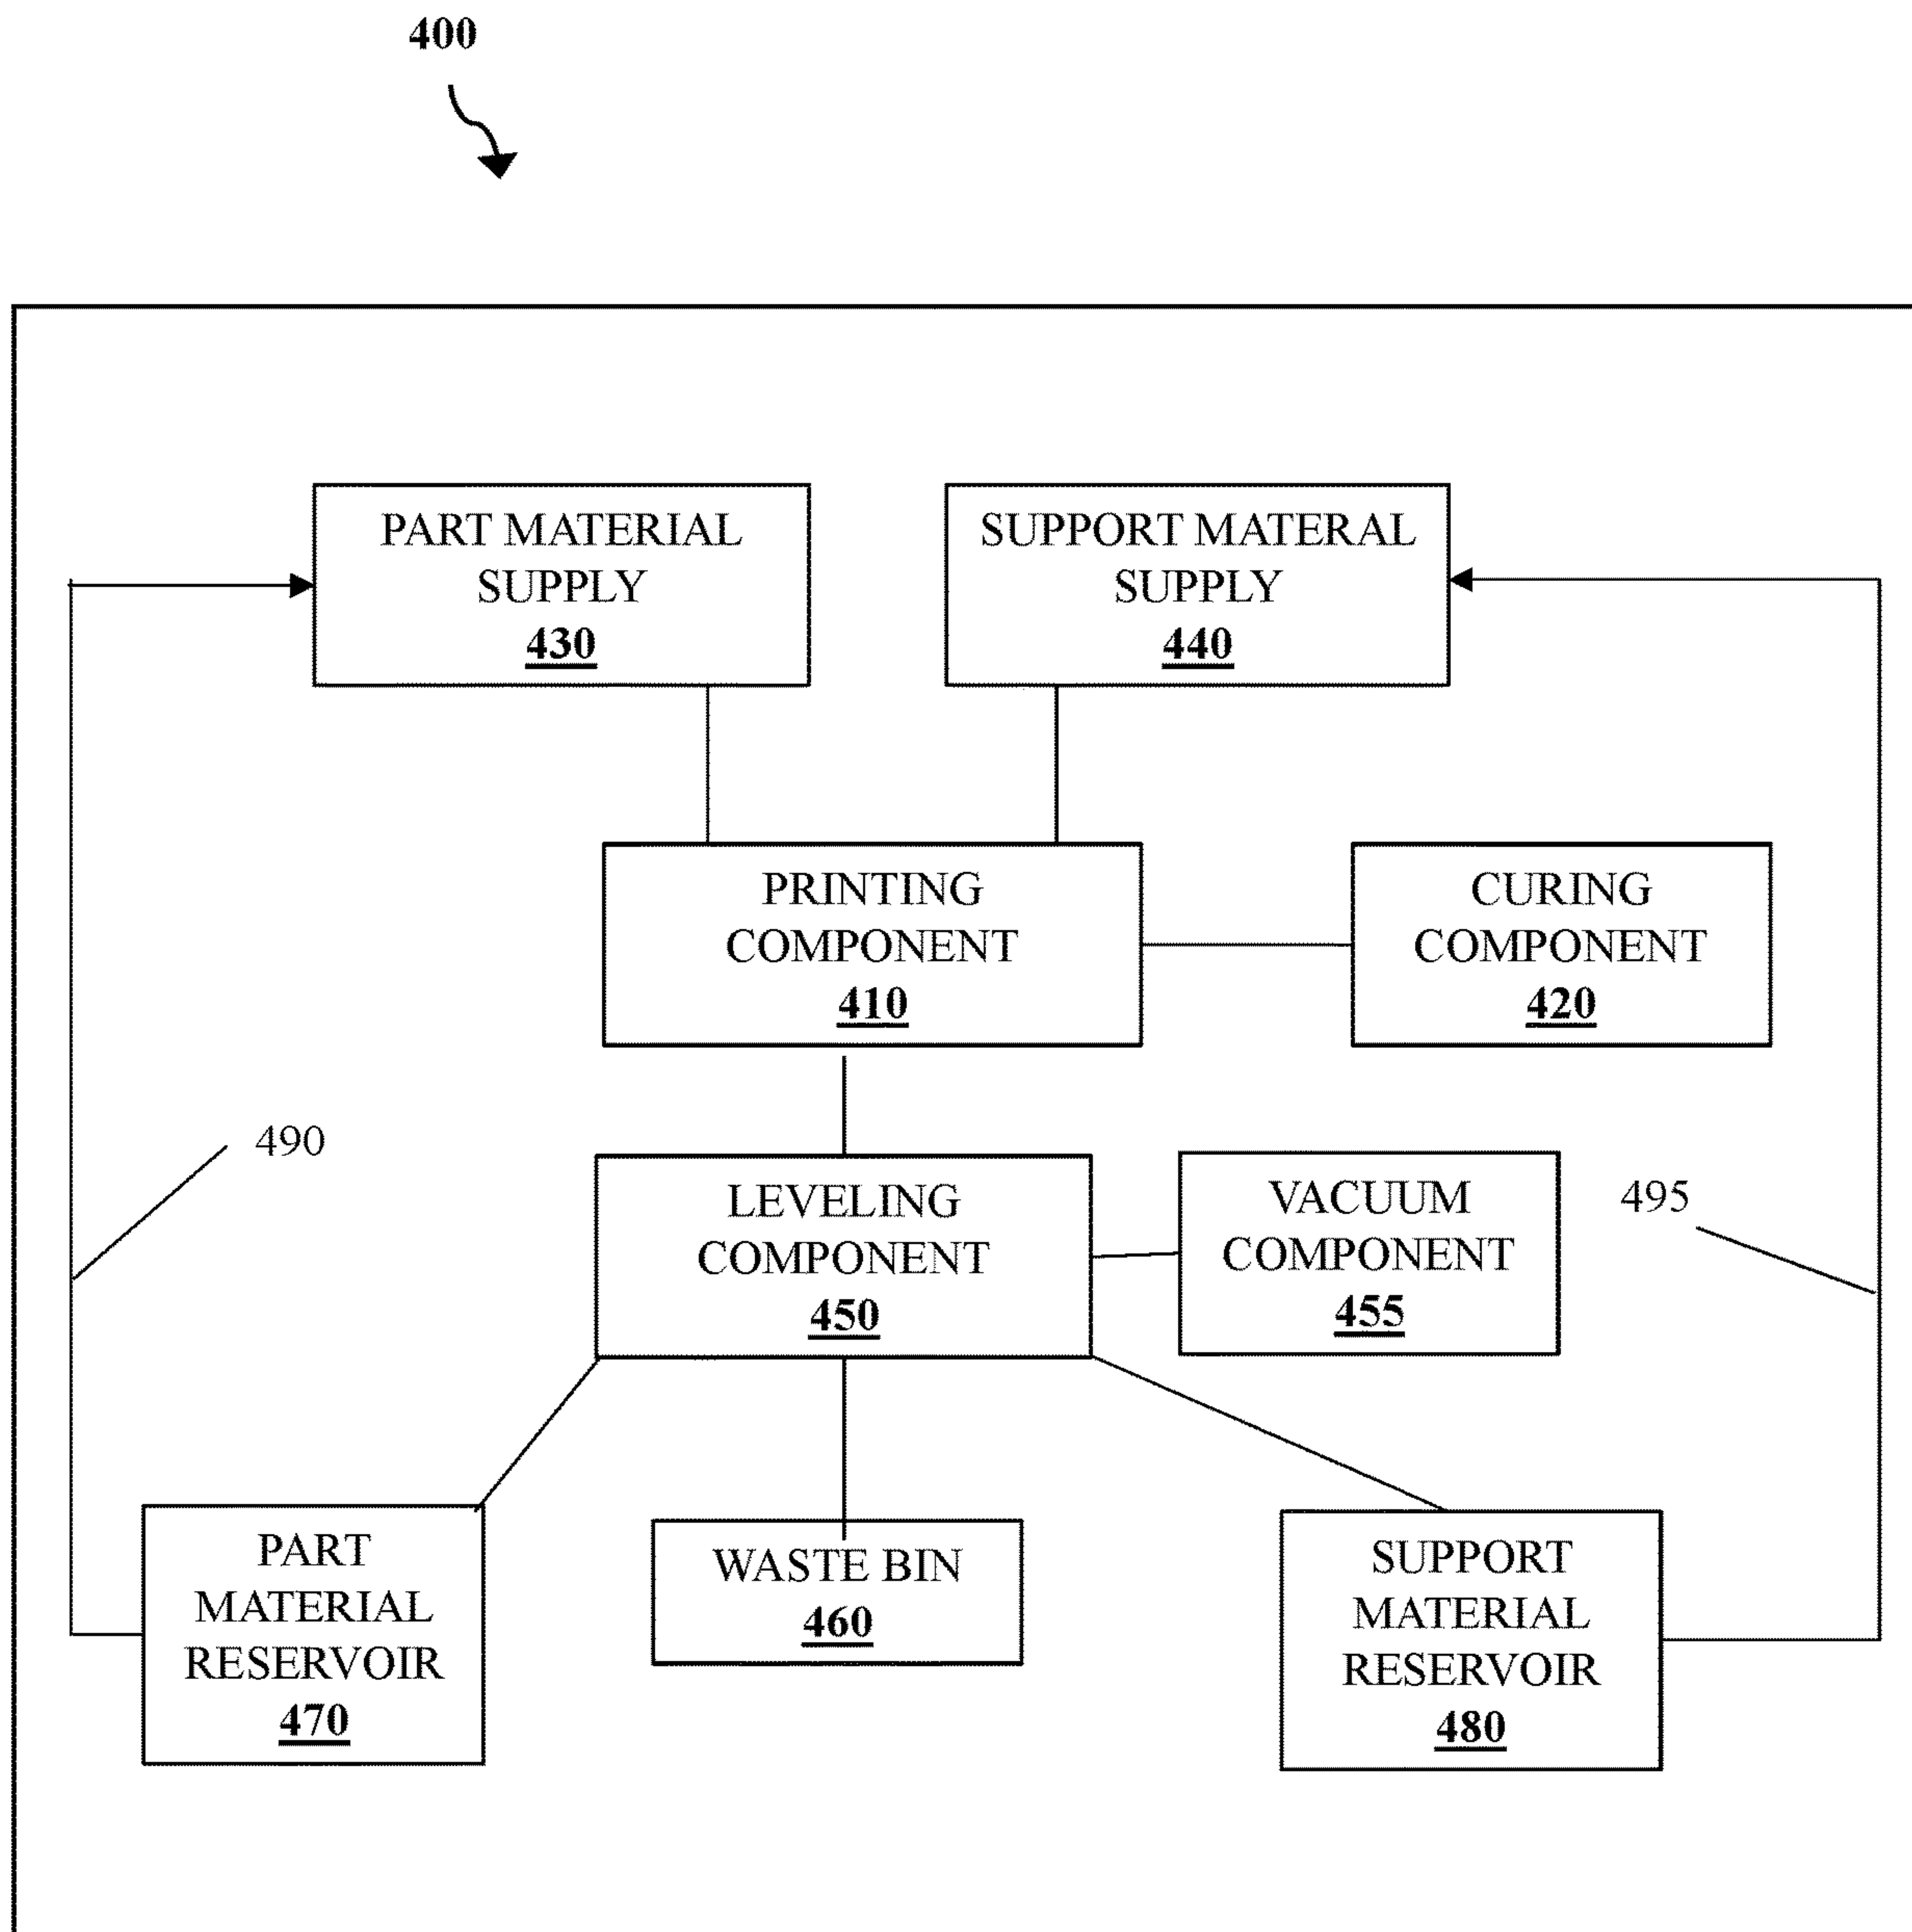 400
PART MATERIAL
SUPPLY
430
SUPPORT MATERAL
SUPPLY
440
PRINTING
COMPONENT
410
CURING
COMPONENT
420
490
LEVELING
COMPONENT
450
VACUUM
COMPONENT
455
495
PART
MATERIAL
RESERVOIR
470
WASTE BIN
460
SUPPORT
MATERIAL
RESERVOIR
480